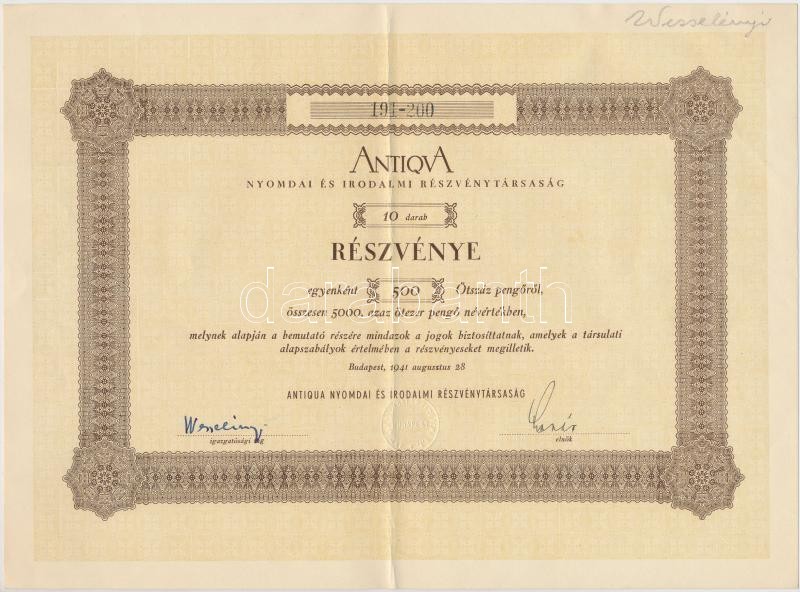 Wesselényi
191-200
ANTIQVA
NYOMDAI ÉS IRODALMI RÉSZVÉNYTÁRSASÁG
10 darab
RÉSZVÉNYE
egyenként 500 Ötszáz pengőről,
összesen 5000, azaz ötezer pengő névértékben,
melynek alapján a bemutató részére mindazok a jogok biztosíttatnak, amelyek a társulati
alapszabályok értelmében a részvényeseket megilletik.
Budapest, 1941 augusztus 28
ANTIQUA NYOMDAI ÉS IRODALMI RÉSZVÉNYTÁRSASÁG
Wesselényi
igazgatósági tag
elnök
darabanth